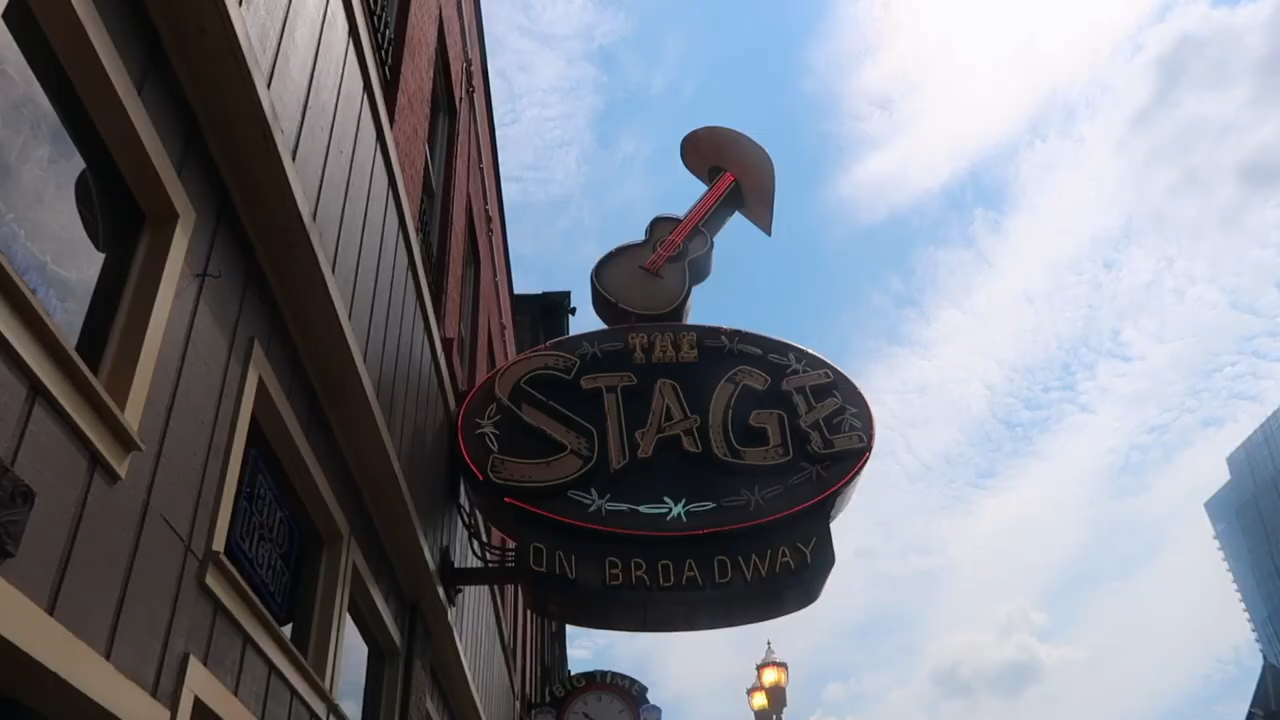 THE
STAGE
ON BROADWAY
BUD
LIGHT
BIG TIME